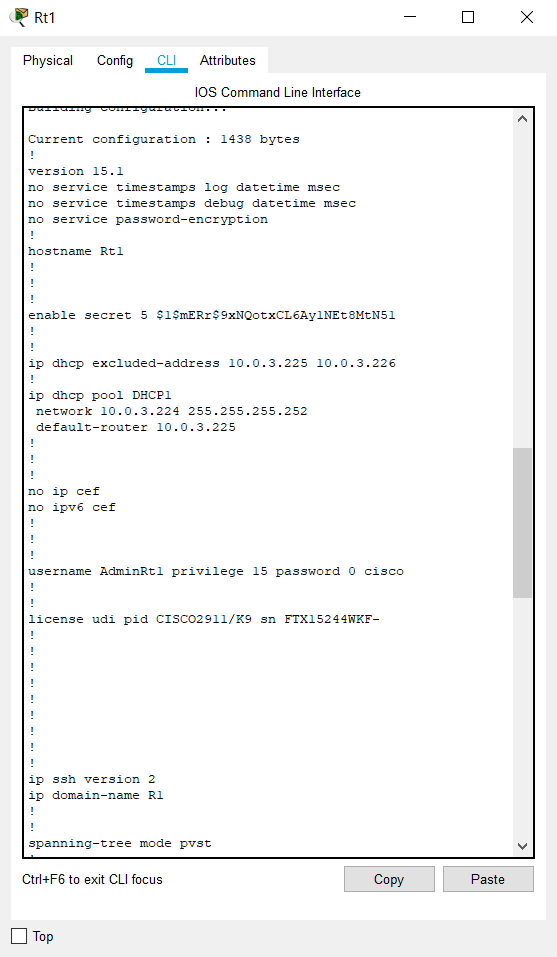 Rt1
Physical Config CLI Attributes
IOS Command Line Interface
Building configuration...
Current configuration : 1438 bytes
!
version 15.1
no service timestamps log datetime msec
no service timestamps debug datetime msec
no service password-encryption
!
hostname Rt1
!
!
!
enable secret 5 $1$mERr$9xNQotxCL6Ay1NEt8MtN51
!
!
ip dhcp excluded-address 10.0.3.225 10.0.3.226
!
ip dhcp pool DHCP1
network 10.0.3.224 255.255.255.252
default-router 10.0.3.225
!
!
!
no ip cef
no ipv6 cef
!
!
!
username AdminRt1 privilege 15 password 0 cisco
!
!
license udi pid CISCO2911/K9 sn FTX15244WKF-
!
!
!
!
!
!
!
!
!
ip ssh version 2
ip domain-name R1
!
!
spanning-tree mode pvst
!
Ctrl+F6 to exit CLI focus
Copy
Paste
Top